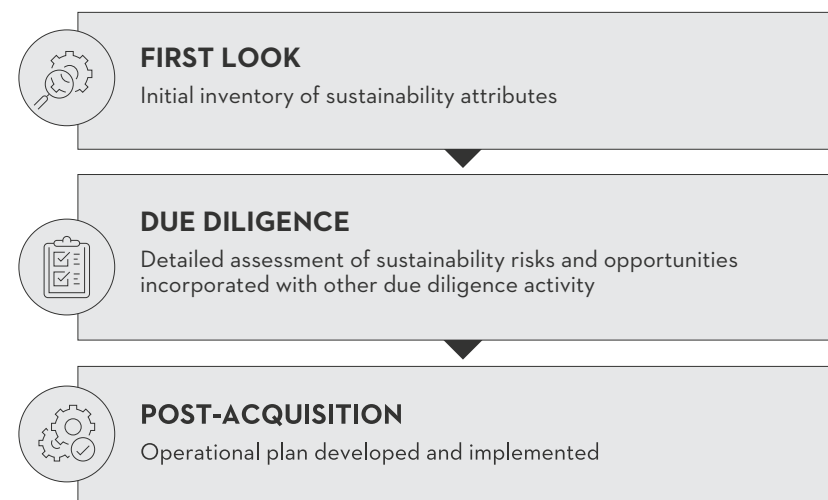 FIRST LOOK
Initial inventory of sustainability attributes
DUE DILIGENCE
Detailed assessment of sustainability risks and opportunities
incorporated with other due diligence activity
POST-ACQUISITION
Operational plan developed and implemented